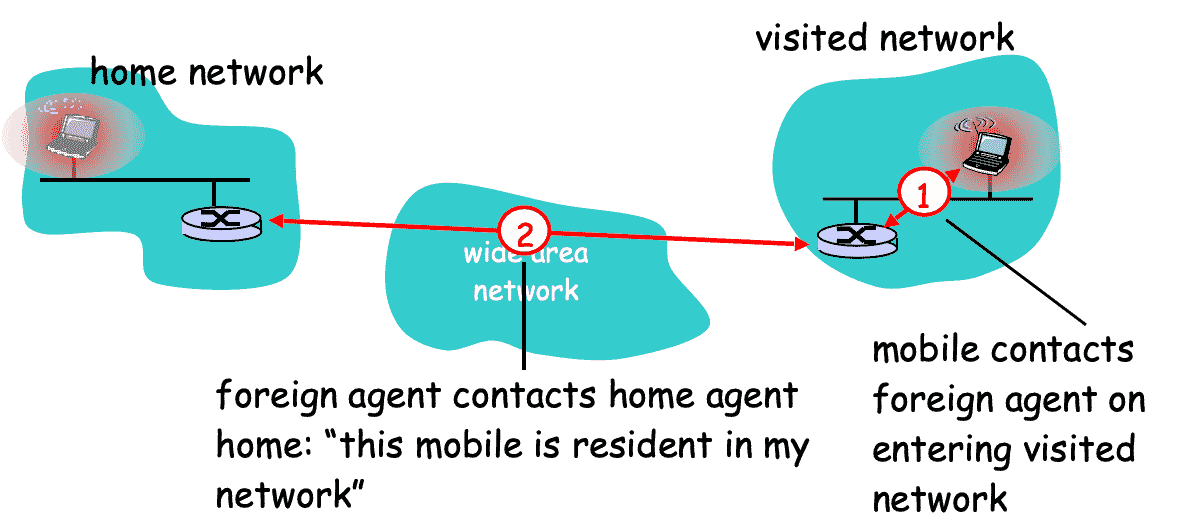 home network
visited network
1
2
wide area
network
foreign agent contacts home agent
home: “this mobile is resident in my
network”
mobile contacts
foreign agent on
entering visited
network